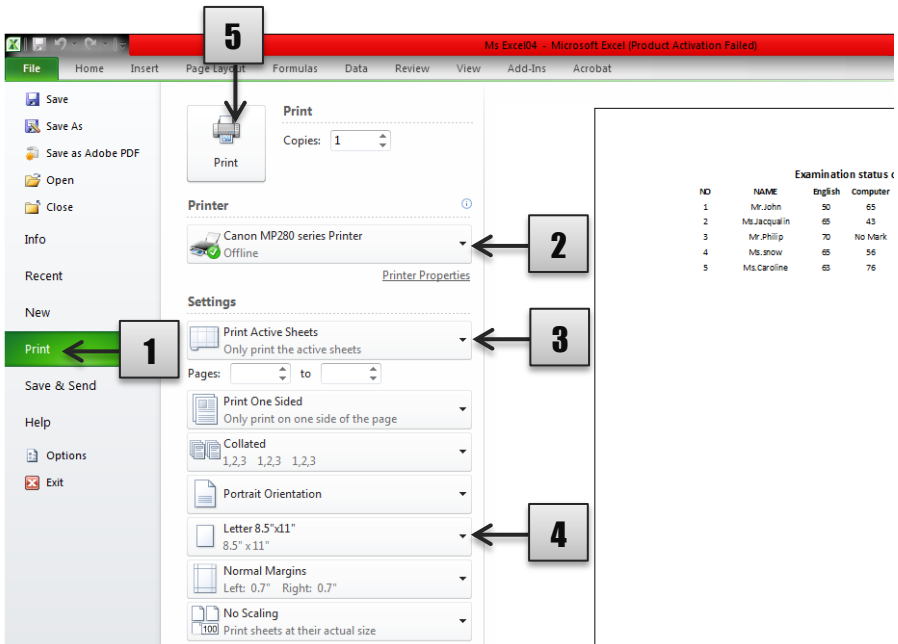 5
Ms Excel04 - Microsoft Excel (Product Activation Failed)
File Home Insert Page Layout Formulas Data Review View Add-Ins Acrobat
Save
Save As
Save as Adobe PDF
Open
Close
Info
Recent
New
Print
1
Save & Send
Help
Options
Exit
Print
Print
Copies: 1
Printer
Canon MP280 series Printer
Offline
2
Printer Properties
Settings
Print Active Sheets
Only print the active sheets
3
Pages: to
Print One Sided
Only print on one side of the page
Collated
1,2,3 1,2,3 1,2,3
Portrait Orientation
Letter 8.5"x11"
8.5" x 11"
4
Normal Margins
Left: 0.7" Right: 0.7"
No Scaling
100
Print sheets at their actual size
Examination status
NO NAME English Computer
1 Mr.John 50 65
2 Ms.Jacqualin 65 43
3 Mr.Philip 70 No Mark
4 Ms.snow 65 56
5 Ms.Caroline 63 76